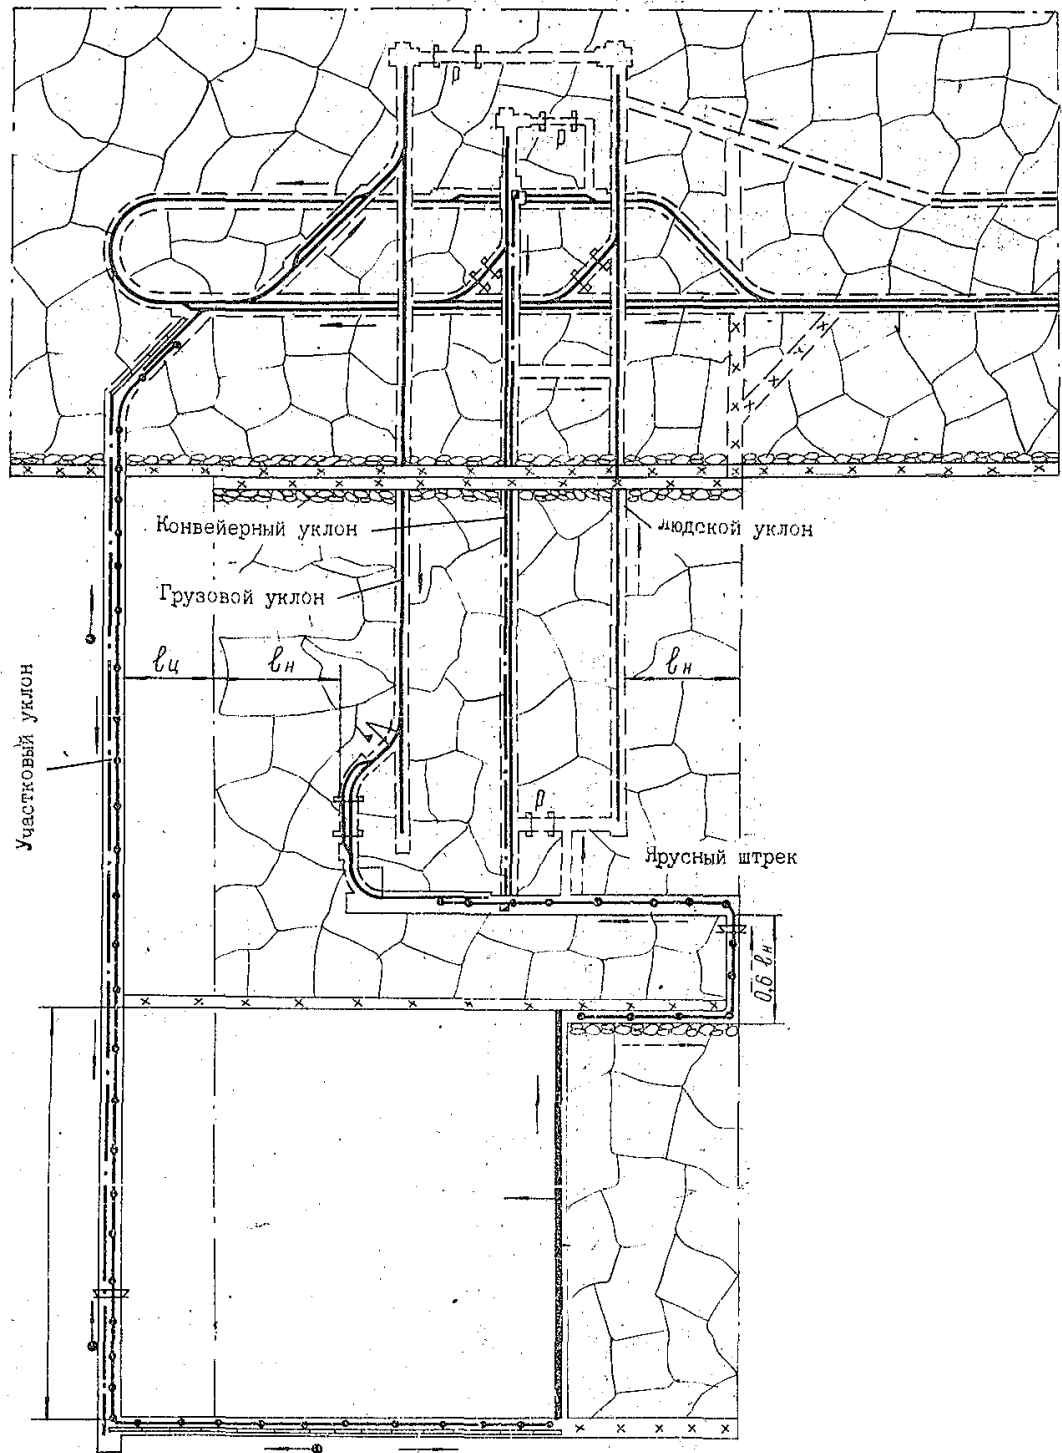 р
р
Конвейерный уклон
Людской уклон
Грузовой уклон
Участковый уклон
ℓц
ℓн
ℓн
р
Ярусный штрек
0,6 ℓн